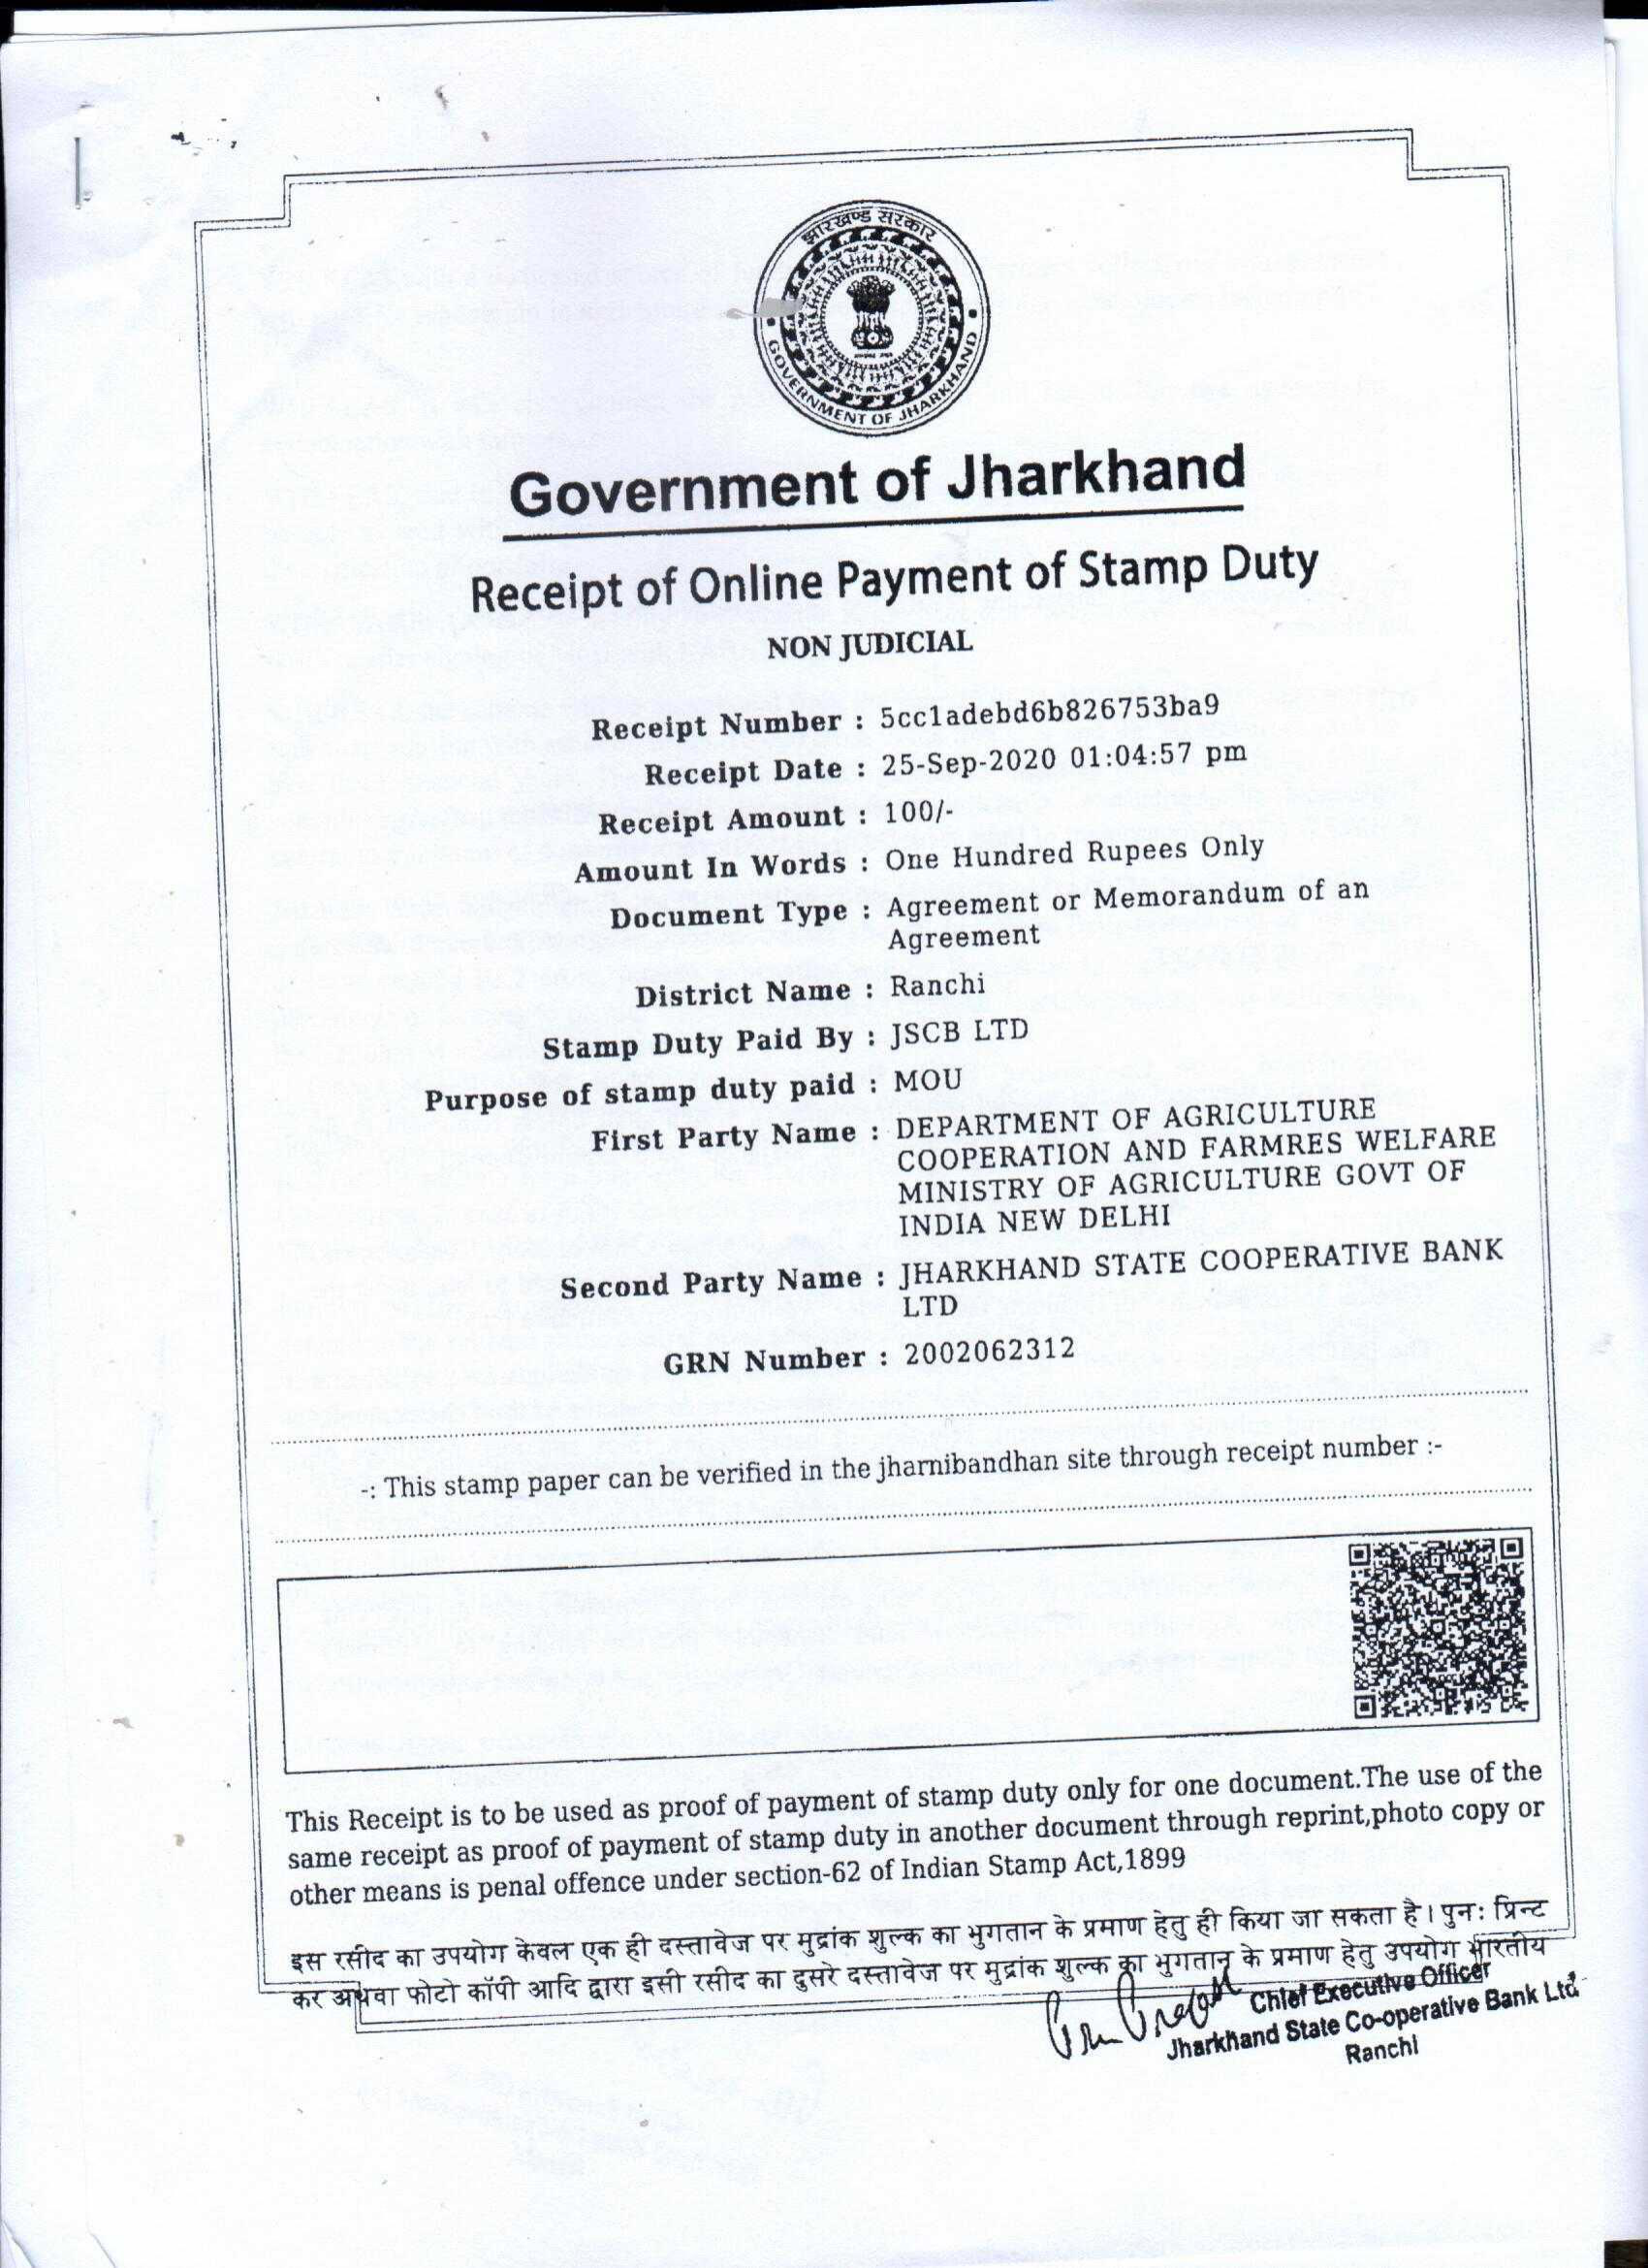 झारखण्ड सरकार
GOVERNMENT OF JHARKHAND
Government of Jharkhand
Receipt of Online Payment of Stamp Duty
NON JUDICIAL
Receipt Number : 5cc1adebd6b826753ba9
Receipt Date : 25-Sep-2020 01:04:57 pm
Receipt Amount : 100/-
Amount In Words : One Hundred Rupees Only
Document Type : Agreement or Memorandum of an
Agreement
District Name : Ranchi
Stamp Duty Paid By : JSCB LTD
Purpose of stamp duty paid : MOU
First Party Name : DEPARTMENT OF AGRICULTURE
COOPERATION AND FARMRES WELFARE
MINISTRY OF AGRICULTURE GOVT OF
INDIA NEW DELHI
Second Party Name : JHARKHAND STATE COOPERATIVE BANK
LTD
GRN Number : 2002062312
-: This stamp paper can be verified in the jharnibandhan site through receipt number :-
This Receipt is to be used as proof of payment of stamp duty only for one document.The use of the
same receipt as proof of payment of stamp duty in another document through reprint,photo copy or
other means is penal offence under section-62 of Indian Stamp Act,1899
इस रसीद का उपयोग केवल एक ही दस्तावेज पर मुद्रांक शुल्क का भुगतान के प्रमाण हेतु ही किया जा सकता है। पुनः प्रिन्ट
कर अथवा फोटो कॉपी आदि द्वारा इसी रसीद का दुसरे दस्तावेज पर मुद्रांक शुल्क का भुगतान के प्रमाण हेतु उपयोग भारतीय
Chief Executive Officer
Jharkhand State Co-operative Bank Ltd.
Ranchi